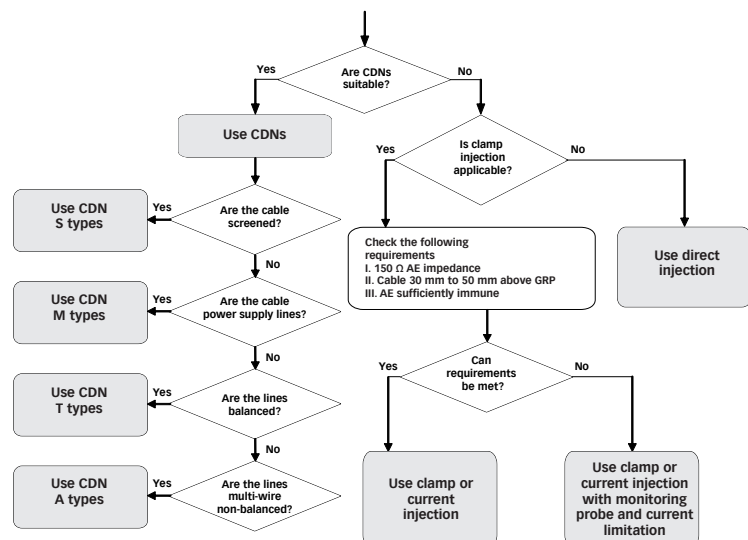 Are CDNs
suitable?
Yes
No
Use CDNs
Is clamp
injection
applicable?
Yes
No
Are the cable
screened?
Yes
Use CDN
S types
No
Check the following
requirements
I. 150 Ω AE impedance
II. Cable 30 mm to 50 mm above GRP
III. AE sufficiently immune
Use direct
injection
Are the cable
power supply lines?
Yes
Use CDN
M types
No
Can
requirements
be met?
Yes
No
Are the lines
balanced?
Yes
Use CDN
T types
No
Are the lines
multi-wire
non-balanced?
Yes
Use CDN
A types
Use clamp or
current
injection
Use clamp or
current injection
with monitoring
probe and current
limitation